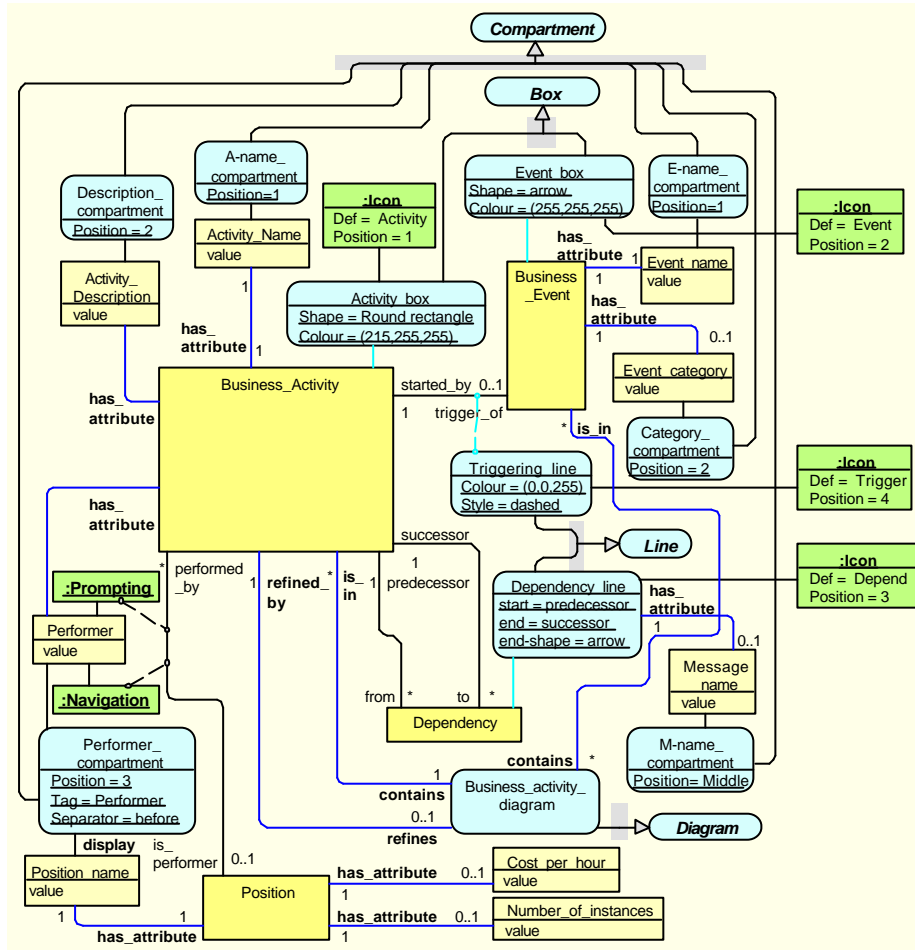 Compartment
Box
A-name_
compartment
Position=1
Event_box
Shape = arrow
Colour = (255,255,255)
E-name_
compartment
Position=1
Description_
compartment
Position = 2
:Icon
Def = Activity
Position = 1
:Icon
Def = Event
Position = 2
Activity_Name
value
has_
attribute
1
Event_name
value
Business
_Event
Activity_
Description
value
1
1
Activity_box
Shape = Round rectangle
Colour = (215,255,255)
has_
attribute
1
0..1
has_
attribute
1
Event_category
value
has_
attribute
Business_Activity
started_by
0..1
1
trigger_of
* is_in
Category_
compartment
Position = 2
Triggering_line
Colour = (0,0,255)
Style = dashed
:Icon
Def = Trigger
Position = 4
has_
attribute
successor
1
Line
*
performed
_by
1
refined_
by
*
is_
in
1
predecessor
Dependency_line
start = predecessor
end = successor
end-shape = arrow
has_
attribute
1
:Icon
Def = Depend
Position = 3
:Prompting
Performer
value
0..1
Message
name
value
:Navigation
from
*
to
*
Dependency
Performer_
compartment
Position = 3
Tag = Performer
Separator = before
M-name_
compartment
Position= Middle
contains
*
1
contains
Business_activity_
diagram
0..1
refines
Diagram
display
is_
performer
0..1
Position_name
value
Position
has_attribute
1
0..1
Cost_per_hour
value
1
1
has_attribute
has_attribute
1
0..1
Number_of_instances
value